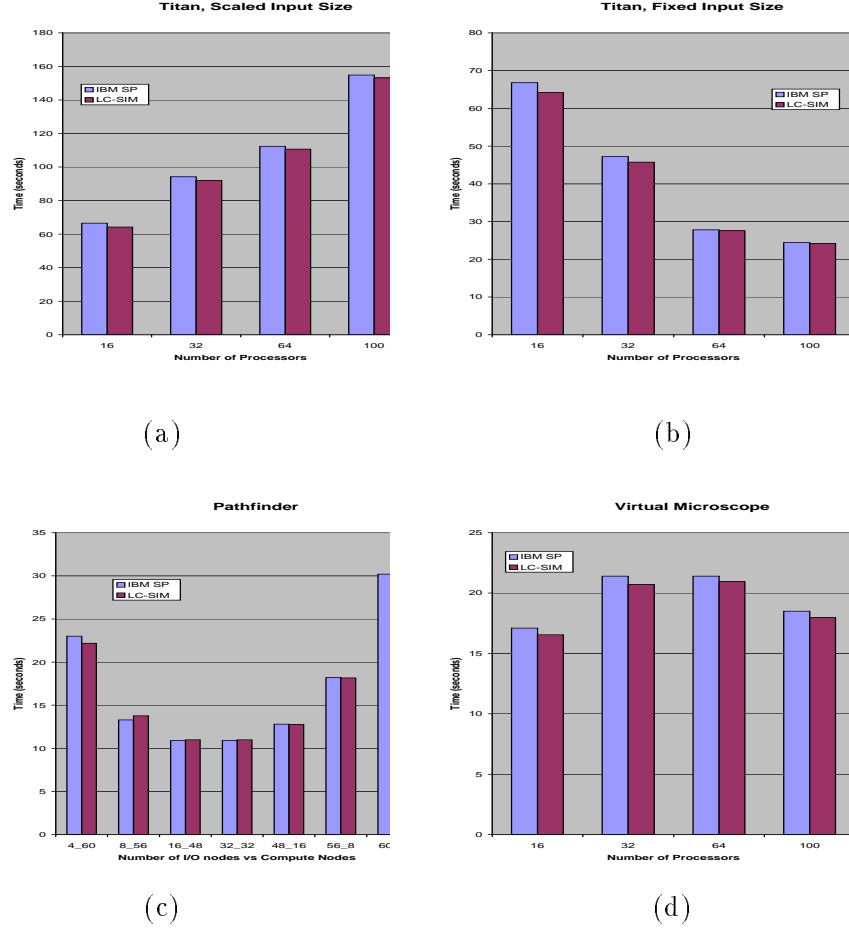 Titan, Scaled Input Size
180
160
140
120
100
80
60
40
20
0
Time (seconds)
IBM SP
LC-SIM
16 32 64 100
Number of Processors
(a)
Titan, Fixed Input Size
80
70
60
50
40
30
20
10
0
Time (seconds)
IBM SP
LC-SIM
16 32 64 100
Number of Processors
(b)
Pathfinder
35
30
25
20
15
10
5
0
Time (seconds)
IBM SP
LC-SIM
4_60 8_56 16_48 32_32 48_16 56_8 60
Number of I/O nodes vs Compute Nodes
(c)
Virtual Microscope
25
20
15
10
5
0
Time (seconds)
IBM SP
LC-SIM
16 32 64 100
Number of Processors
(d)